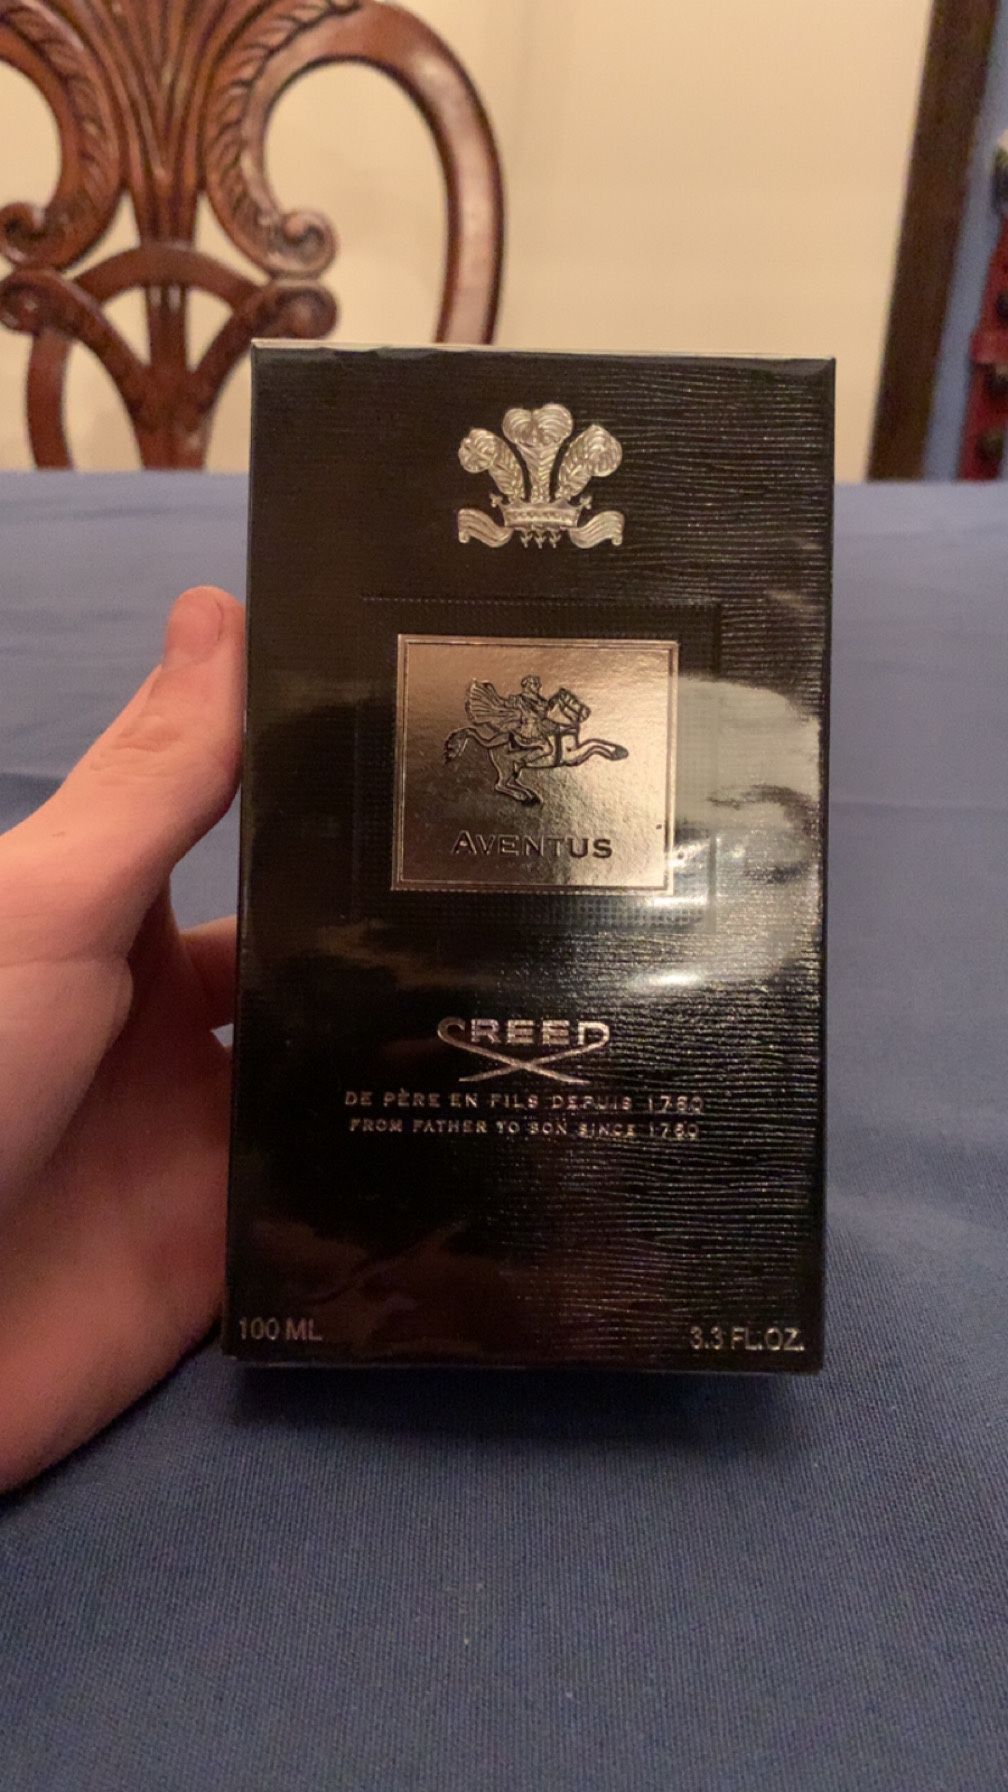 AVENTUS
CREED
DE PÈRE EN FILS DEPUIS 1760
FROM FATHER TO SON SINCE 1760
100 ML
3.3 FL.OZ.